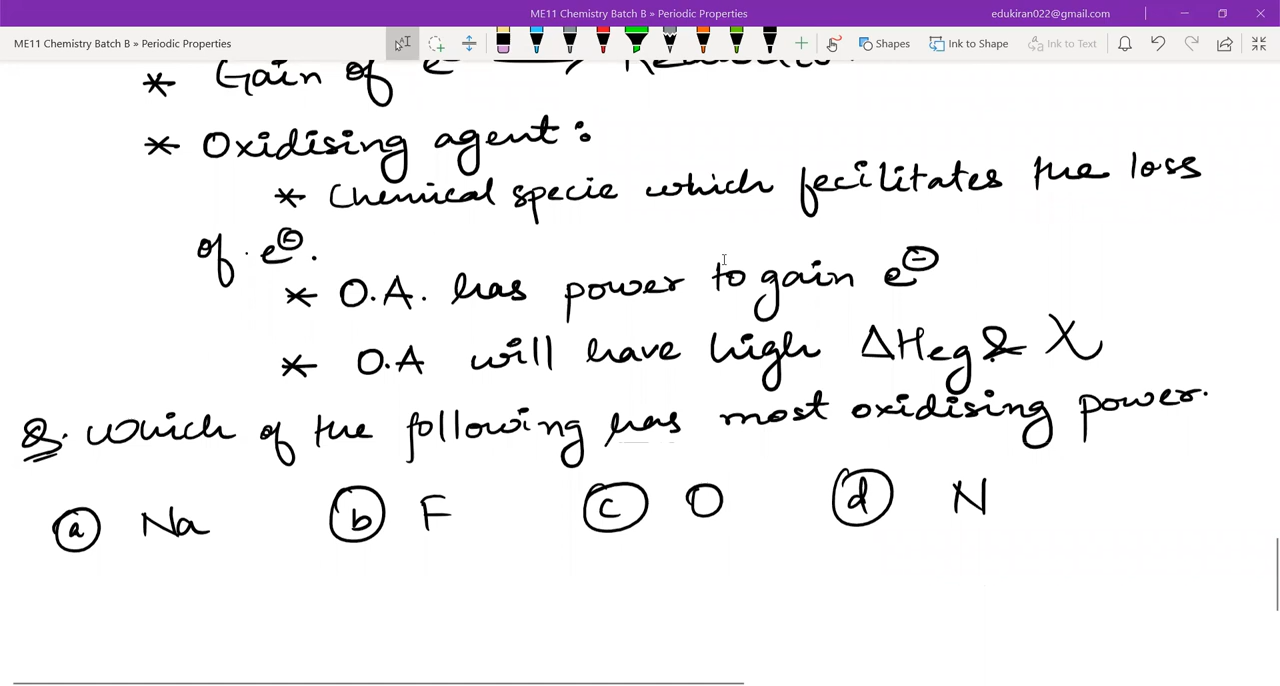 ME11 Chemistry Batch B » Periodic Properties
edukiran022@gmail.com
ME11 Chemistry Batch B » Periodic Properties
Shapes
Ink to Shape
Ink to Text
* Gain of e
* Oxidising agent :
* Chemical specie which fecilitates the loss
of e⊖.
* O.A. has power to gain e⊖
* O.A will have high ΔHeg & X
Q. which of the following has most oxidising power.
(a) Na (b) F (c) O (d) N